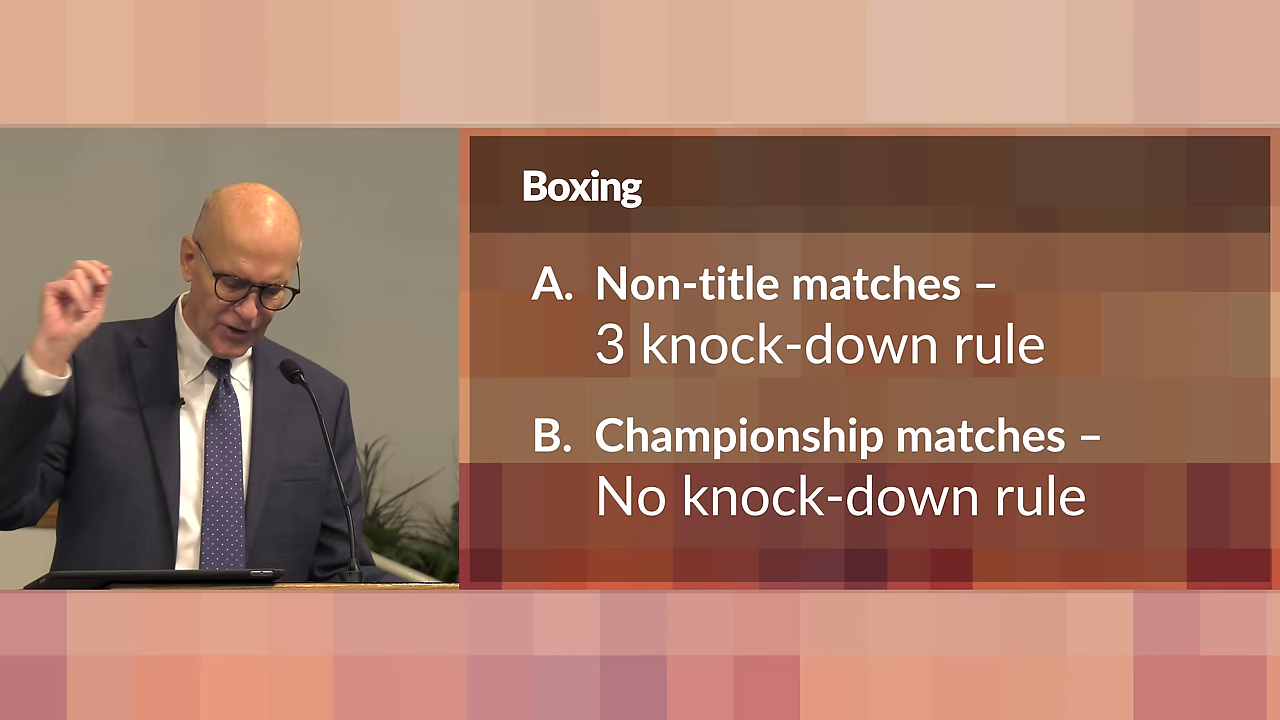 Boxing
A. Non-title matches –
3 knock-down rule
B. Championship matches –
No knock-down rule